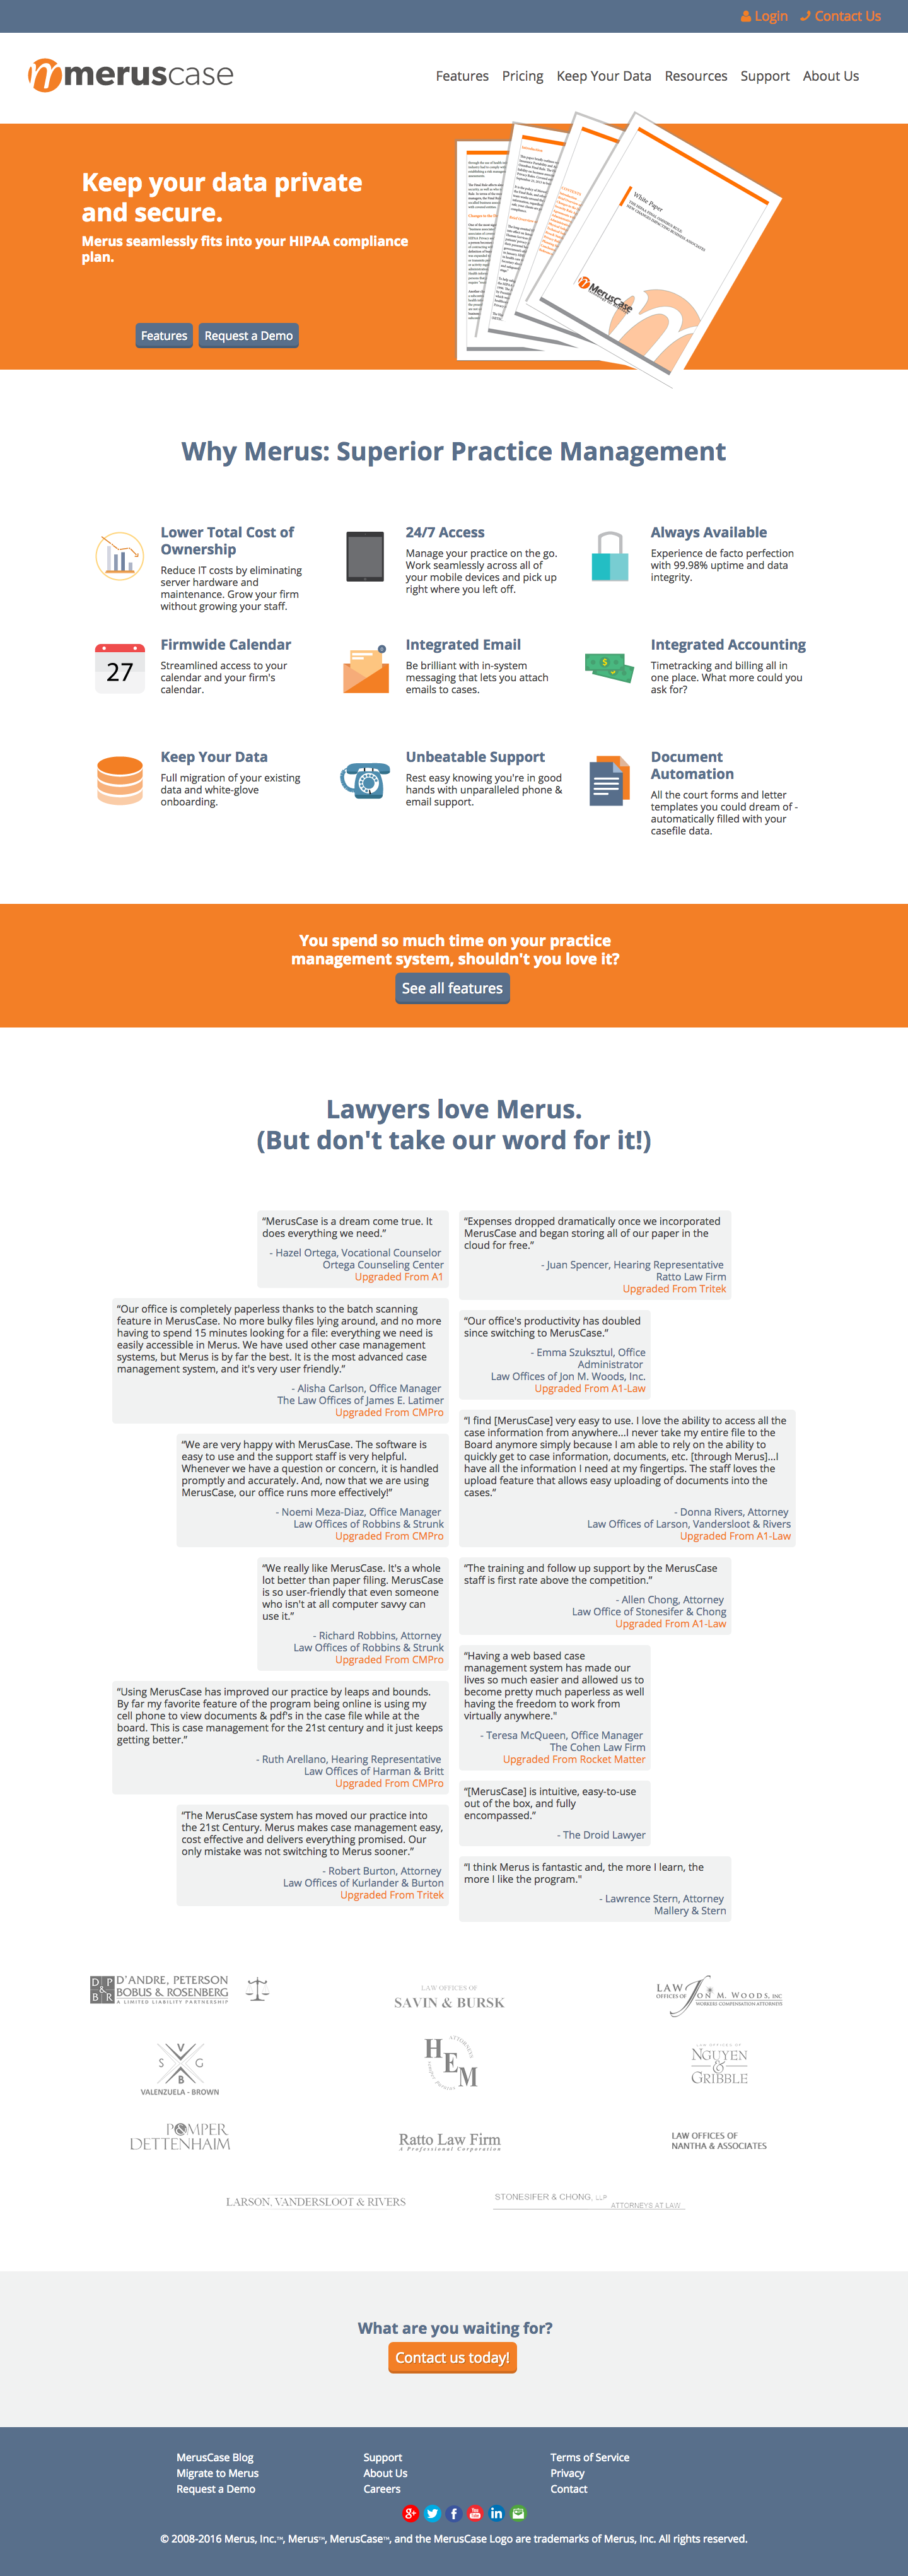 Login Contact Us
meruscase
Features Pricing Keep Your Data Resources Support About Us
Keep your data private
and secure.
Merus seamlessly fits into your HIPAA compliance
plan.
Features Request a Demo
White Paper
MerusCase
Why Merus: Superior Practice Management
Lower Total Cost of
Ownership
Reduce IT costs by eliminating
server hardware and
maintenance. Grow your firm
without growing your staff.
24/7 Access
Manage your practice on the go.
Work seamlessly across all of
your mobile devices and pick up
right where you left off.
Always Available
Experience de facto perfection
with 99.98% uptime and data
integrity.
27
Firmwide Calendar
Streamlined access to your
calendar and your firm's
calendar.
Integrated Email
Be brilliant with in-system
messaging that lets you attach
emails to cases.
Integrated Accounting
Timetracking and billing all in
one place. What more could you
ask for?
Keep Your Data
Full migration of your existing
data and white-glove
onboarding.
Unbeatable Support
Rest easy knowing you're in good
hands with unparalleled phone &
email support.
Document
Automation
All the court forms and letter
templates you could dream of -
automatically filled with your
casefile data.
You spend so much time on your practice
management system, shouldn't you love it?
See all features
Lawyers love Merus.
(But don't take our word for it!)
“MerusCase is a dream come true. It
does everything we need.”
- Hazel Ortega, Vocational Counselor
Ortega Counseling Center
Upgraded From A1
“Our office is completely paperless thanks to the batch scanning
feature in MerusCase. No more bulky files lying around, and no more
having to spend 15 minutes looking for a file: everything we need is
easily accessible in Merus. We have used other case management
systems, but Merus is by far the best. It is the most advanced case
management system, and it's very user friendly.”
- Alisha Carlson, Office Manager
The Law Offices of James E. Latimer
Upgraded From CMPro
“We are very happy with MerusCase. The software is
easy to use and the support staff is very helpful.
Whenever we have a question or concern, it is handled
promptly and accurately. And, now that we are using
MerusCase, our office runs more effectively!”
- Noemi Meza-Diaz, Office Manager
Law Offices of Robbins & Strunk
Upgraded From CMPro
“We really like MerusCase. It's a whole
lot better than paper filing. MerusCase
is so user-friendly that even someone
who isn't at all computer savvy can
use it.”
- Richard Robbins, Attorney
Law Offices of Robbins & Strunk
Upgraded From CMPro
“Using MerusCase has improved our practice by leaps and bounds.
By far my favorite feature of the program being online is using my
cell phone to view documents & pdf's in the case file while at the
board. This is case management for the 21st century and it just keeps
getting better.”
- Ruth Arellano, Hearing Representative
Law Offices of Harman & Britt
Upgraded From CMPro
“The MerusCase system has moved our practice into
the 21st Century. Merus makes case management easy,
cost effective and delivers everything promised. Our
only mistake was not switching to Merus sooner.”
- Robert Burton, Attorney
Law Offices of Kurlander & Burton
Upgraded From Tritek
“Expenses dropped dramatically once we incorporated
MerusCase and began storing all of our paper in the
cloud for free.”
- Juan Spencer, Hearing Representative
Ratto Law Firm
Upgraded From Tritek
“Our office's productivity has doubled
since switching to MerusCase.”
- Emma Szuksztul, Office
Administrator
Law Offices of Jon M. Woods, Inc.
Upgraded From A1-Law
“I find [MerusCase] very easy to use. I love the ability to access all the
case information from anywhere...I never take my entire file to the
Board anymore simply because I am able to rely on the ability to
quickly get to case information, documents, etc. [through Merus]...I
have all the information I need at my fingertips. The staff loves the
upload feature that allows easy uploading of documents into the
cases.”
- Donna Rivers, Attorney
Law Offices of Larson, Vandersloot & Rivers
Upgraded From A1-Law
“The training and follow up support by the MerusCase
staff is first rate above the competition.”
- Allen Chong, Attorney
Law Office of Stonesifer & Chong
Upgraded From A1-Law
“Having a web based case
management system has made our
lives so much easier and allowed us to
become pretty much paperless as well
having the freedom to work from
virtually anywhere."
- Teresa McQueen, Office Manager
The Cohen Law Firm
Upgraded From Rocket Matter
“[MerusCase] is intuitive, easy-to-use
out of the box, and fully
encompassed.”
- The Droid Lawyer
“I think Merus is fantastic and, the more I learn, the
more I like the program."
- Lawrence Stern, Attorney
Mallery & Stern
DP&BR D'ANDRE, PETERSON
BOBUS & ROSENBERG
A LIMITED LIABILITY PARTNERSHIP
LAW OFFICES OF
SAVIN & BURSK
LAW OFFICES OF JON M. WOODS, INC
WORKERS COMPENSATION ATTORNEYS
V S G B
VALENZUELA - BROWN
ATTORNEYS
HEM
LAW OFFICES OF
NGUYEN
&
GRIBBLE
POMPER
DETTENHAIM
Ratto Law Firm
A Professional Corporation
LAW OFFICES OF
NANTHA & ASSOCIATES
LARSON, VANDERSLOOT & RIVERS
STONESIFER & CHONG, LLP
ATTORNEYS AT LAW
What are you waiting for?
Contact us today!
MerusCase Blog
Migrate to Merus
Request a Demo
Support
About Us
Careers
Terms of Service
Privacy
Contact
© 2008-2016 Merus, Inc.™, Merus™, MerusCase™, and the MerusCase Logo are trademarks of Merus, Inc. All rights reserved.